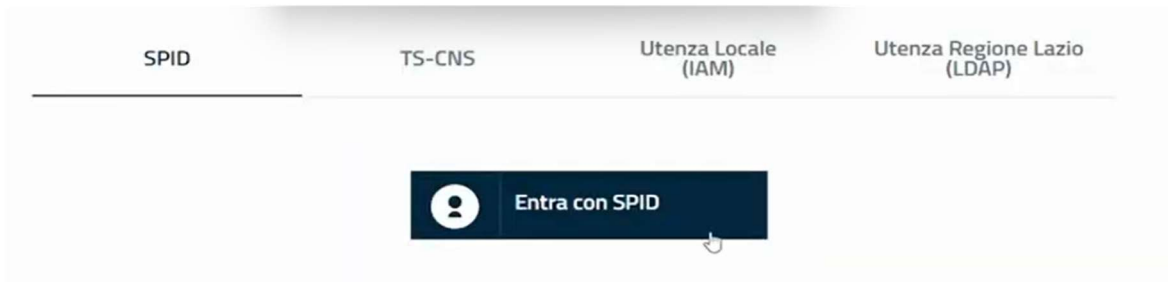 SPID
TS-CNS
Utenza Locale
(IAM)
Utenza Regione Lazio
(LDAP)
Entra con SPID